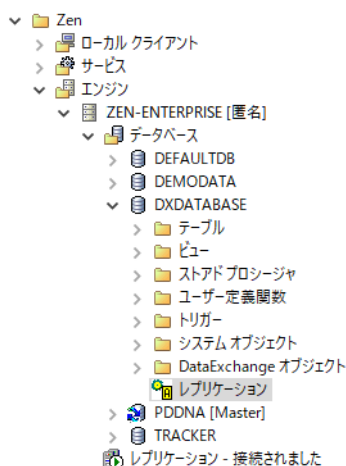 Zen
ローカル クライアント
サービス
エンジン
ZEN-ENTERPRISE [匿名]
データベース
DEFAULTDB
DEMODATA
DXDATABASE
テーブル
ビュー
ストアド プロシージャ
ユーザー定義関数
トリガー
システム オブジェクト
DataExchange オブジェクト
レプリケーション
PDDNA [Master]
TRACKER
レプリケーション - 接続されました